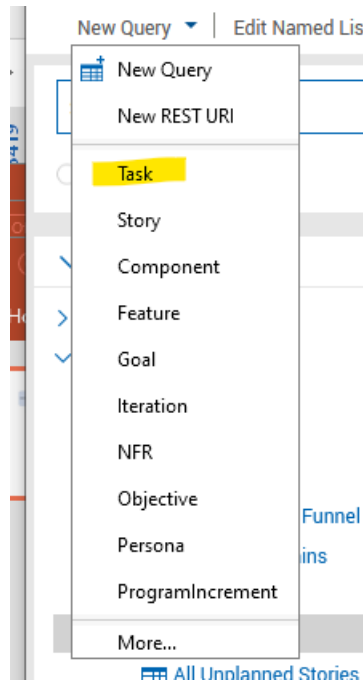 New Query
Edit Named Lis
New Query
New REST URI
Task
Story
Component
Feature
Goal
Iteration
NFR
Objective
Funnel
Persona
ins
ProgramIncrement
More...
All Unplanned Stories